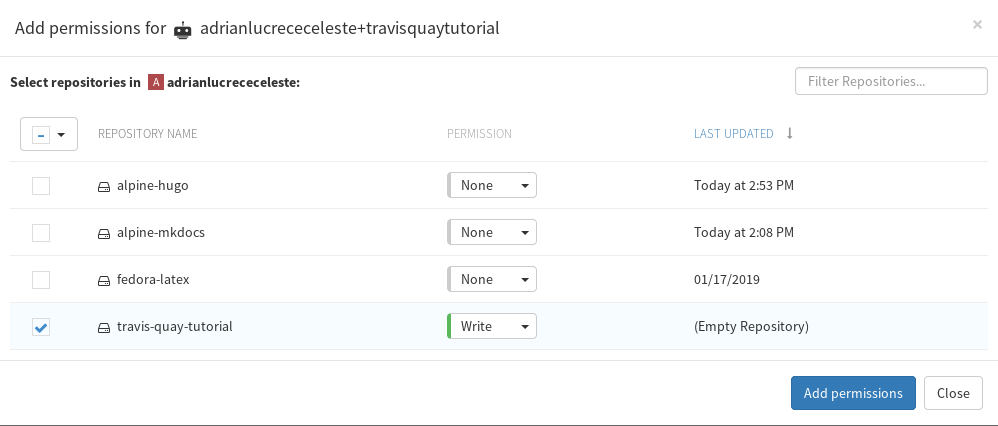 Add permissions for adrianlucrececeleste+travisquaytutorial ×
Select repositories in A adrianlucrececeleste: Filter Repositories...
REPOSITORY NAME PERMISSION LAST UPDATED
alpine-hugo None Today at 2:53 PM
alpine-mkdocs None Today at 2:08 PM
fedora-latex None 01/17/2019
travis-quay-tutorial Write (Empty Repository)
Add permissions Close